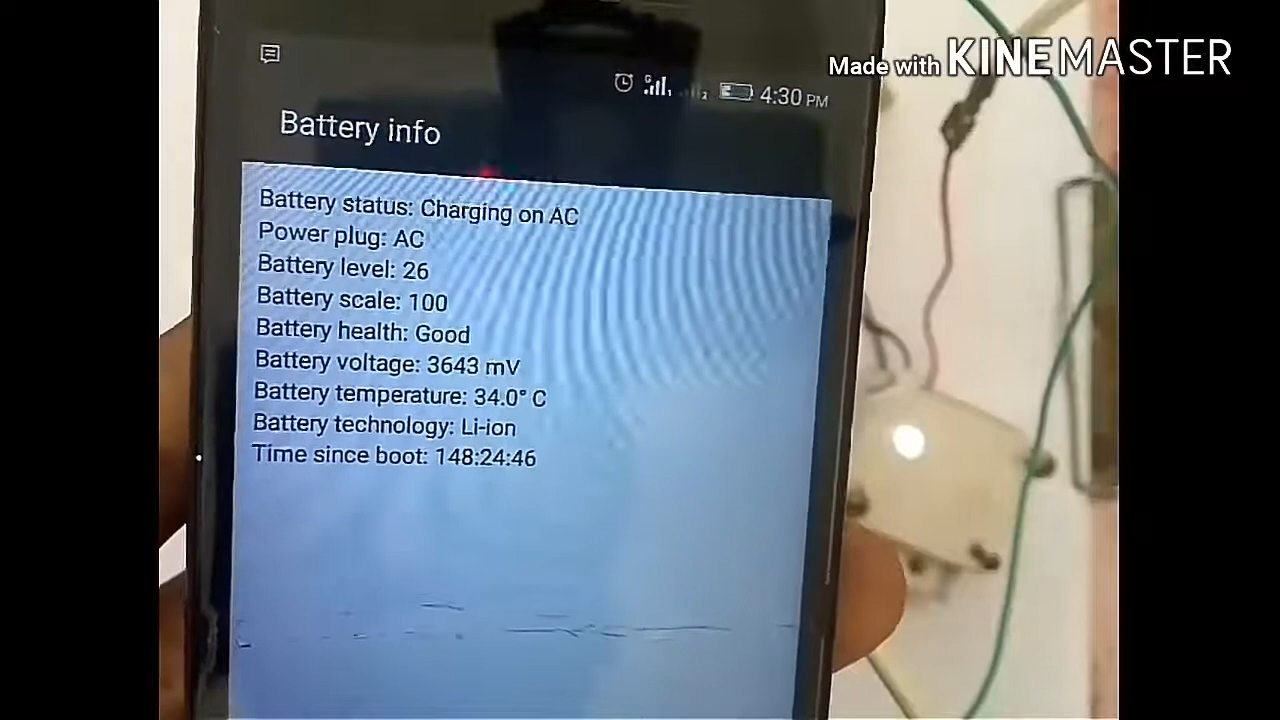 Made with KINEMASTER
4:30 PM
Battery info
Battery status: Charging on AC
Power plug: AC
Battery level: 26
Battery scale: 100
Battery health: Good
Battery voltage: 3643 mV
Battery temperature: 34.0° C
Battery technology: Li-ion
Time since boot: 148:24:46